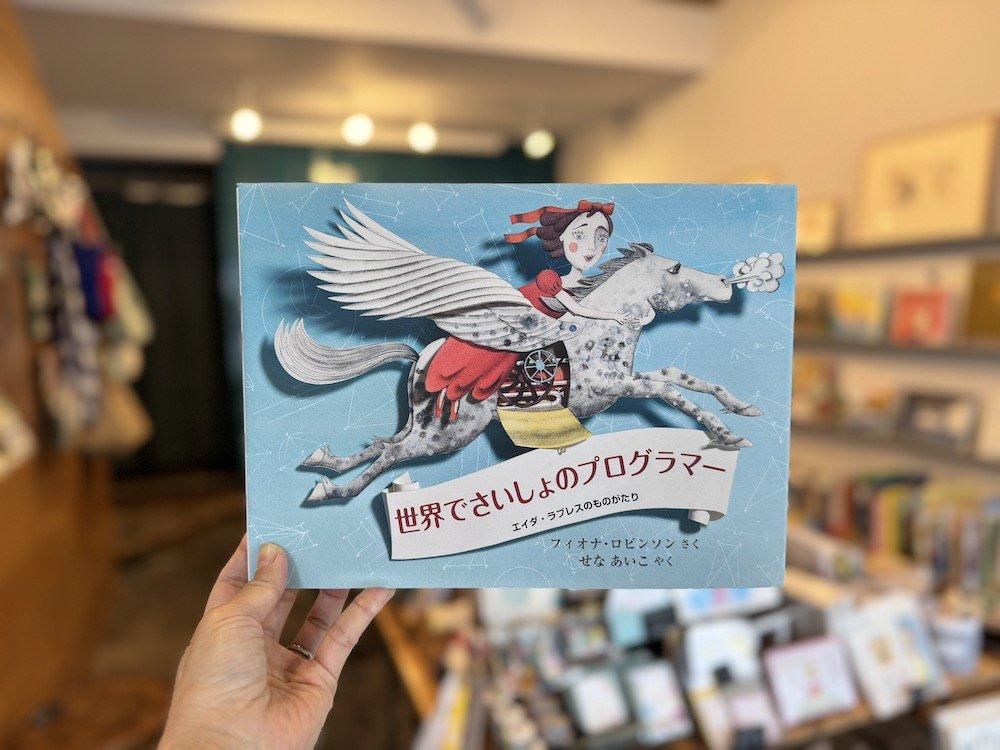 世界でさいしょのプログラマー
エイダ・ラブレスのものがたり
フィオナ・ロビンソン さく
せな あいこ やく